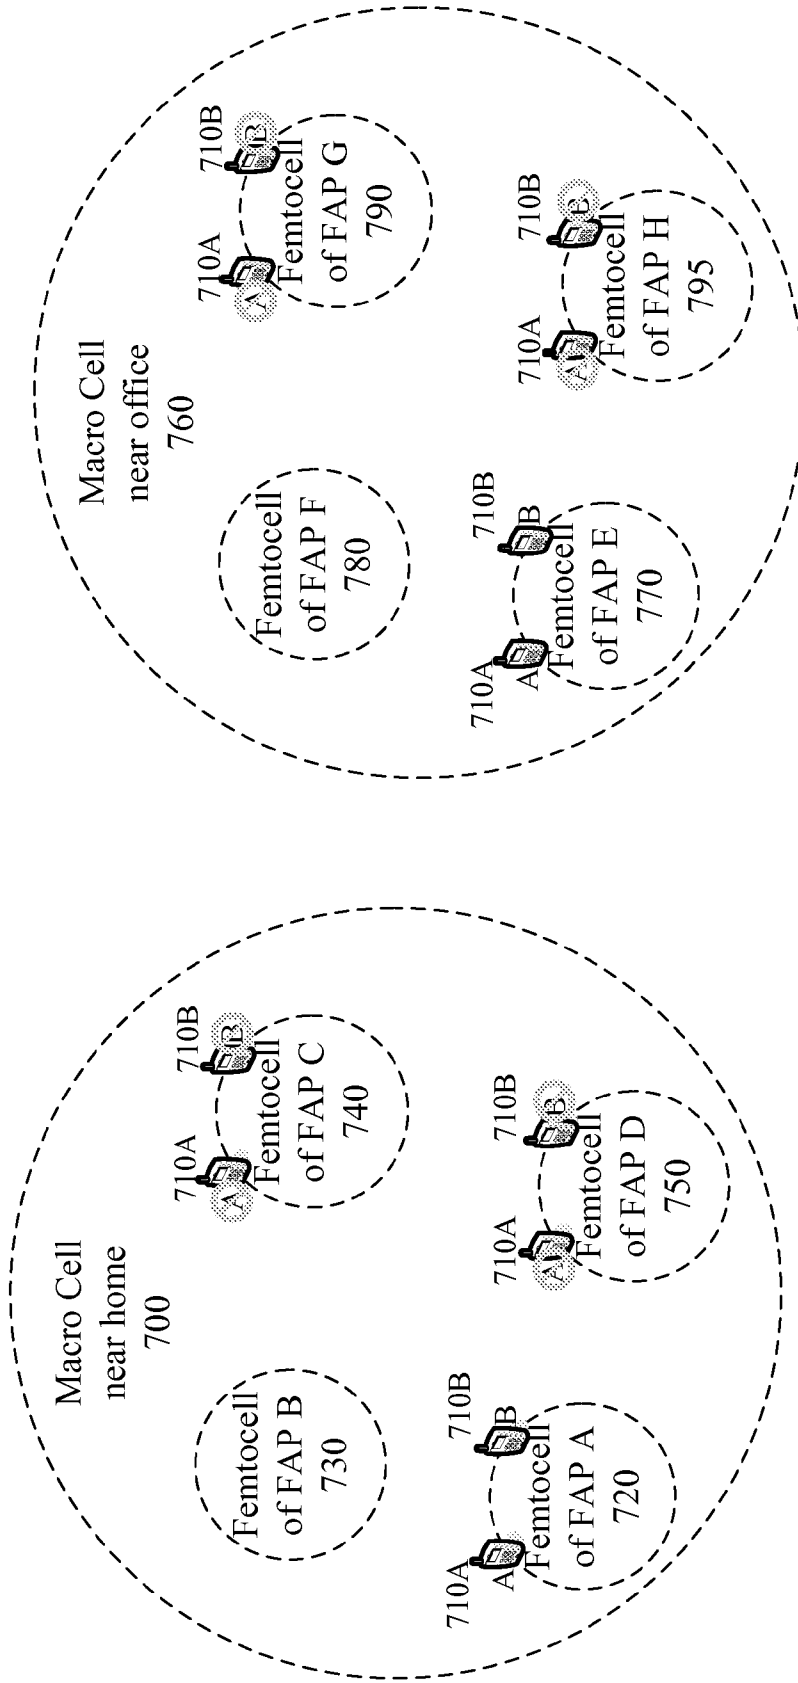 Macro Cell
near home
700
Femtocell
of FAP B
730
710A
A
710B
B
Femtocell
of FAP C
740
710A
A
710B
B
Femtocell
of FAP A
720
710A
A
710B
B
Femtocell
of FAP D
750
Macro Cell
near office
760
Femtocell
of FAP F
780
710A
A
710B
B
Femtocell
of FAP G
790
710A
A
710B
B
Femtocell
of FAP E
770
710A
A
710B
B
Femtocell
of FAP H
795